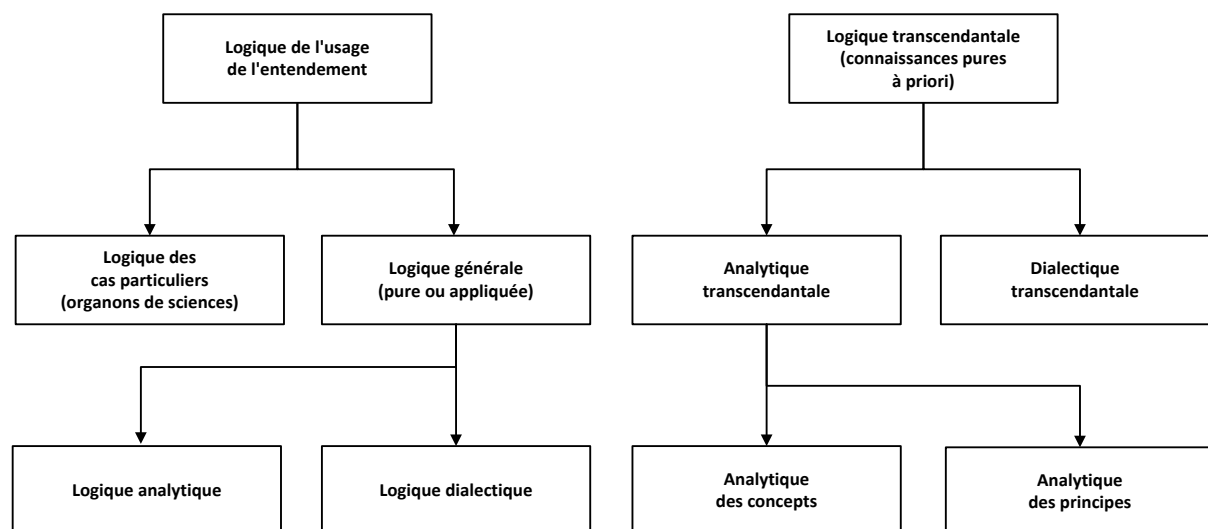 Logique de l'usage
de l'entendement
Logique transcendantale
(connaissances pures
à priori)
Logique des
cas particuliers
(organons de sciences)
Logique générale
(pure ou appliquée)
Analytique
transcendantale
Dialectique
transcendantale
Logique analytique
Logique dialectique
Analytique
des concepts
Analytique
des principes